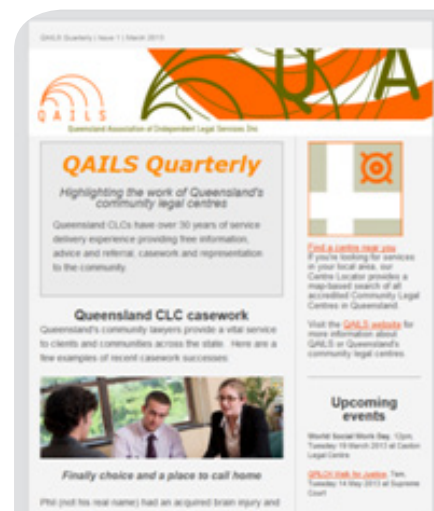 QAILS Quarterly | Issue 1 | March 2013
Q A
QAILS
Queensland Association of Independent Legal Services Inc
QAILS Quarterly
Highlighting the work of Queensland's
community legal centres
Queensland CLCs have over 30 years of service
delivery experience providing free information,
advice and referral, casework and representation
to the community.
Queensland CLC casework
Queensland's community lawyers provide a vital service
to clients and communities across the state. Here are a
few examples of recent casework successes:
Finally choice and a place to call home
Phil (not his real name) had an acquired brain injury and
Find a centre near you
If you're looking for services
in your local area, our
Centre Locator provides a
map-based search of all
accredited Community Legal
Centres in Queensland.
Visit the QAILS website for
more information about
QAILS or Queensland's
community legal centres.
Upcoming
events
World Social Work Day, 12pm,
Tuesday 19 March 2013 at Caxton
Legal Centre
QPILCH Walk for Justice, 7am,
Tuesday 14 May 2013 at Supreme
Court